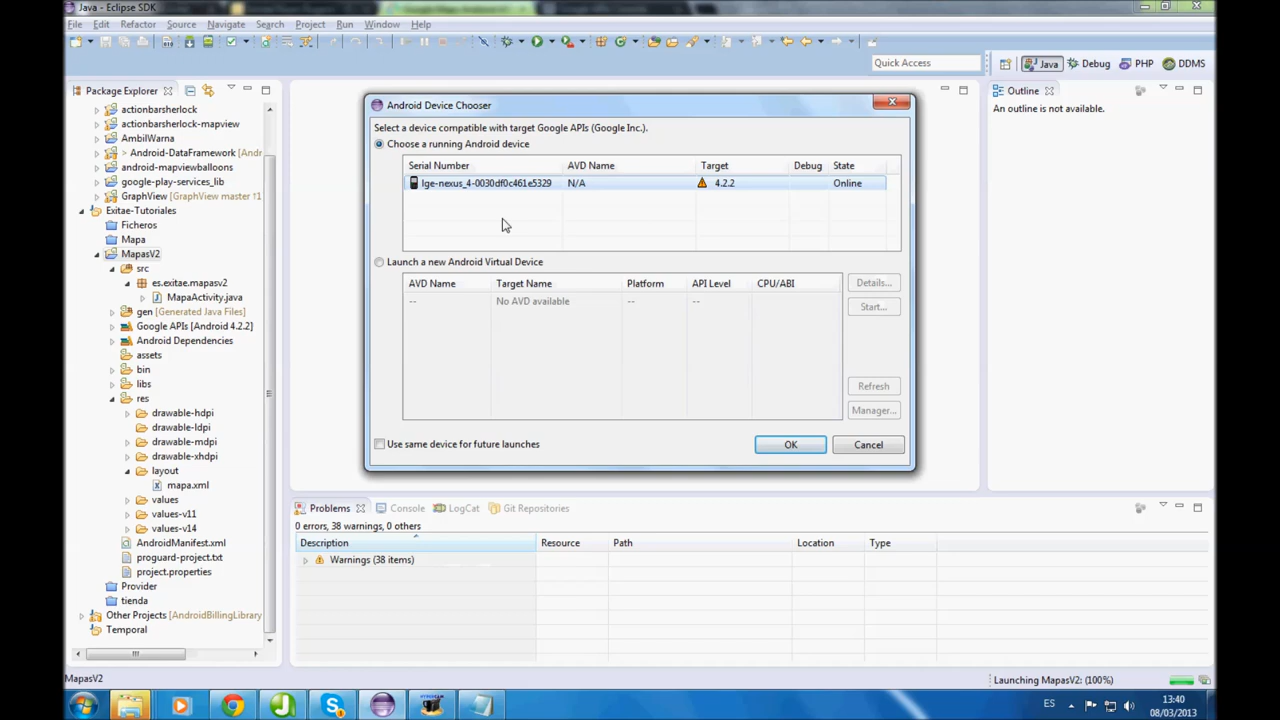 Java - Eclipse SDK
File Edit Refactor Source Navigate Search Project Run Window Help
Quick Access
Java Debug PHP DDMS
Package Explorer
actionbarsherlock
actionbarsherlock-mapview
AmbilWarna
> Android-DataFramework
android-mapviewballoons
google-play-services_lib
GraphView [GraphView master ↑1
Exitae-Tutoriales
Ficheros
Mapa
MapasV2
src
es.exitae.mapasv2
MapaActivity.java
gen [Generated Java Files]
Google APIs [Android 4.2.2]
Android Dependencies
assets
bin
libs
res
drawable-hdpi
drawable-ldpi
drawable-mdpi
drawable-xhdpi
layout
mapa.xml
values
values-v11
values-v14
AndroidManifest.xml
proguard-project.txt
project.properties
Provider
tienda
Other Projects [AndroidBillingLibrary
Temporal
Android Device Chooser
Select a device compatible with target Google APIs (Google Inc.).
Choose a running Android device
Serial Number AVD Name Target Debug State
lge-nexus_4-0030df0c461e5329 N/A 4.2.2 Online
Launch a new Android Virtual Device
AVD Name Target Name Platform API Level CPU/ABI
-- No AVD available -- --
Details...
Start...
Refresh
Manager...
Use same device for future launches
OK Cancel
Outline
An outline is not available.
Problems Console LogCat Git Repositories
0 errors, 38 warnings, 0 others
Description Resource Path Location Type
Warnings (38 items)
MapasV2
Launching MapasV2: (100%)
ES
13:40
08/03/2013